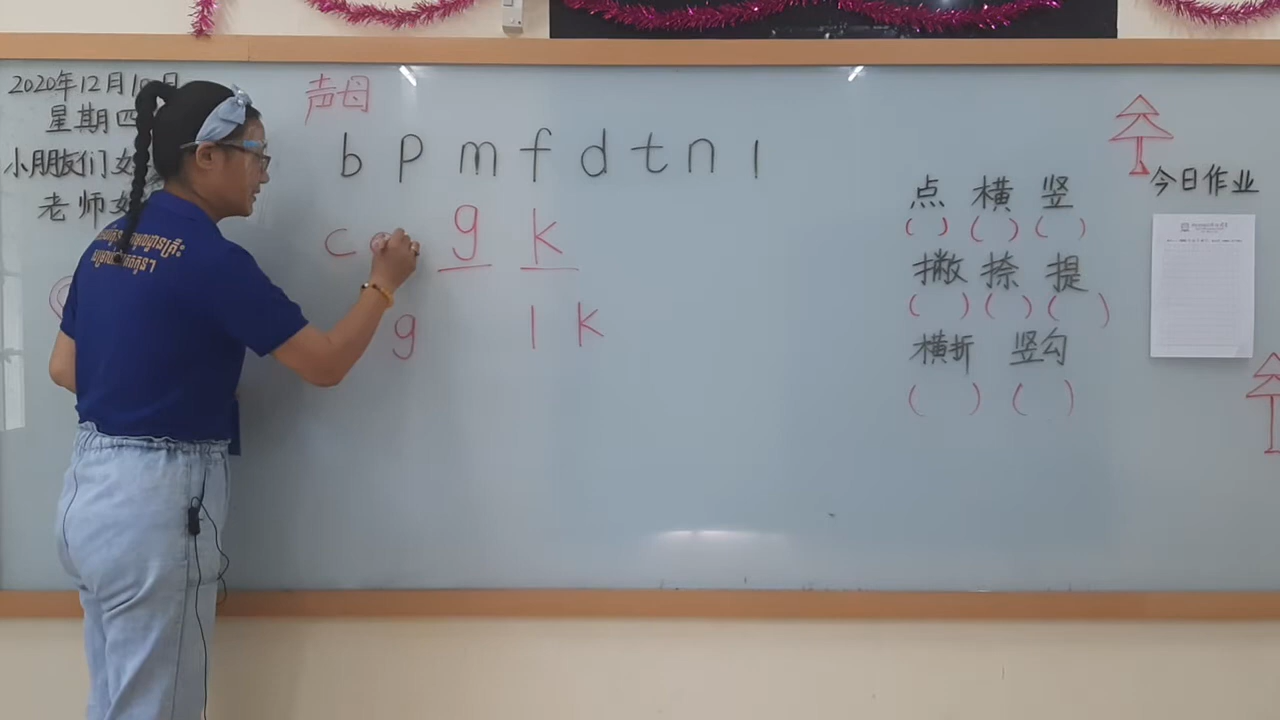 2020年12月10日
星期四
小朋友们
老师
声母
b p m f d t n l
c g k
g l k
点 横 竖
( ) ( ) ( )
撇 捺 提
( ) ( ) ( )
横折 竖勾
( ) ( )
今日作业